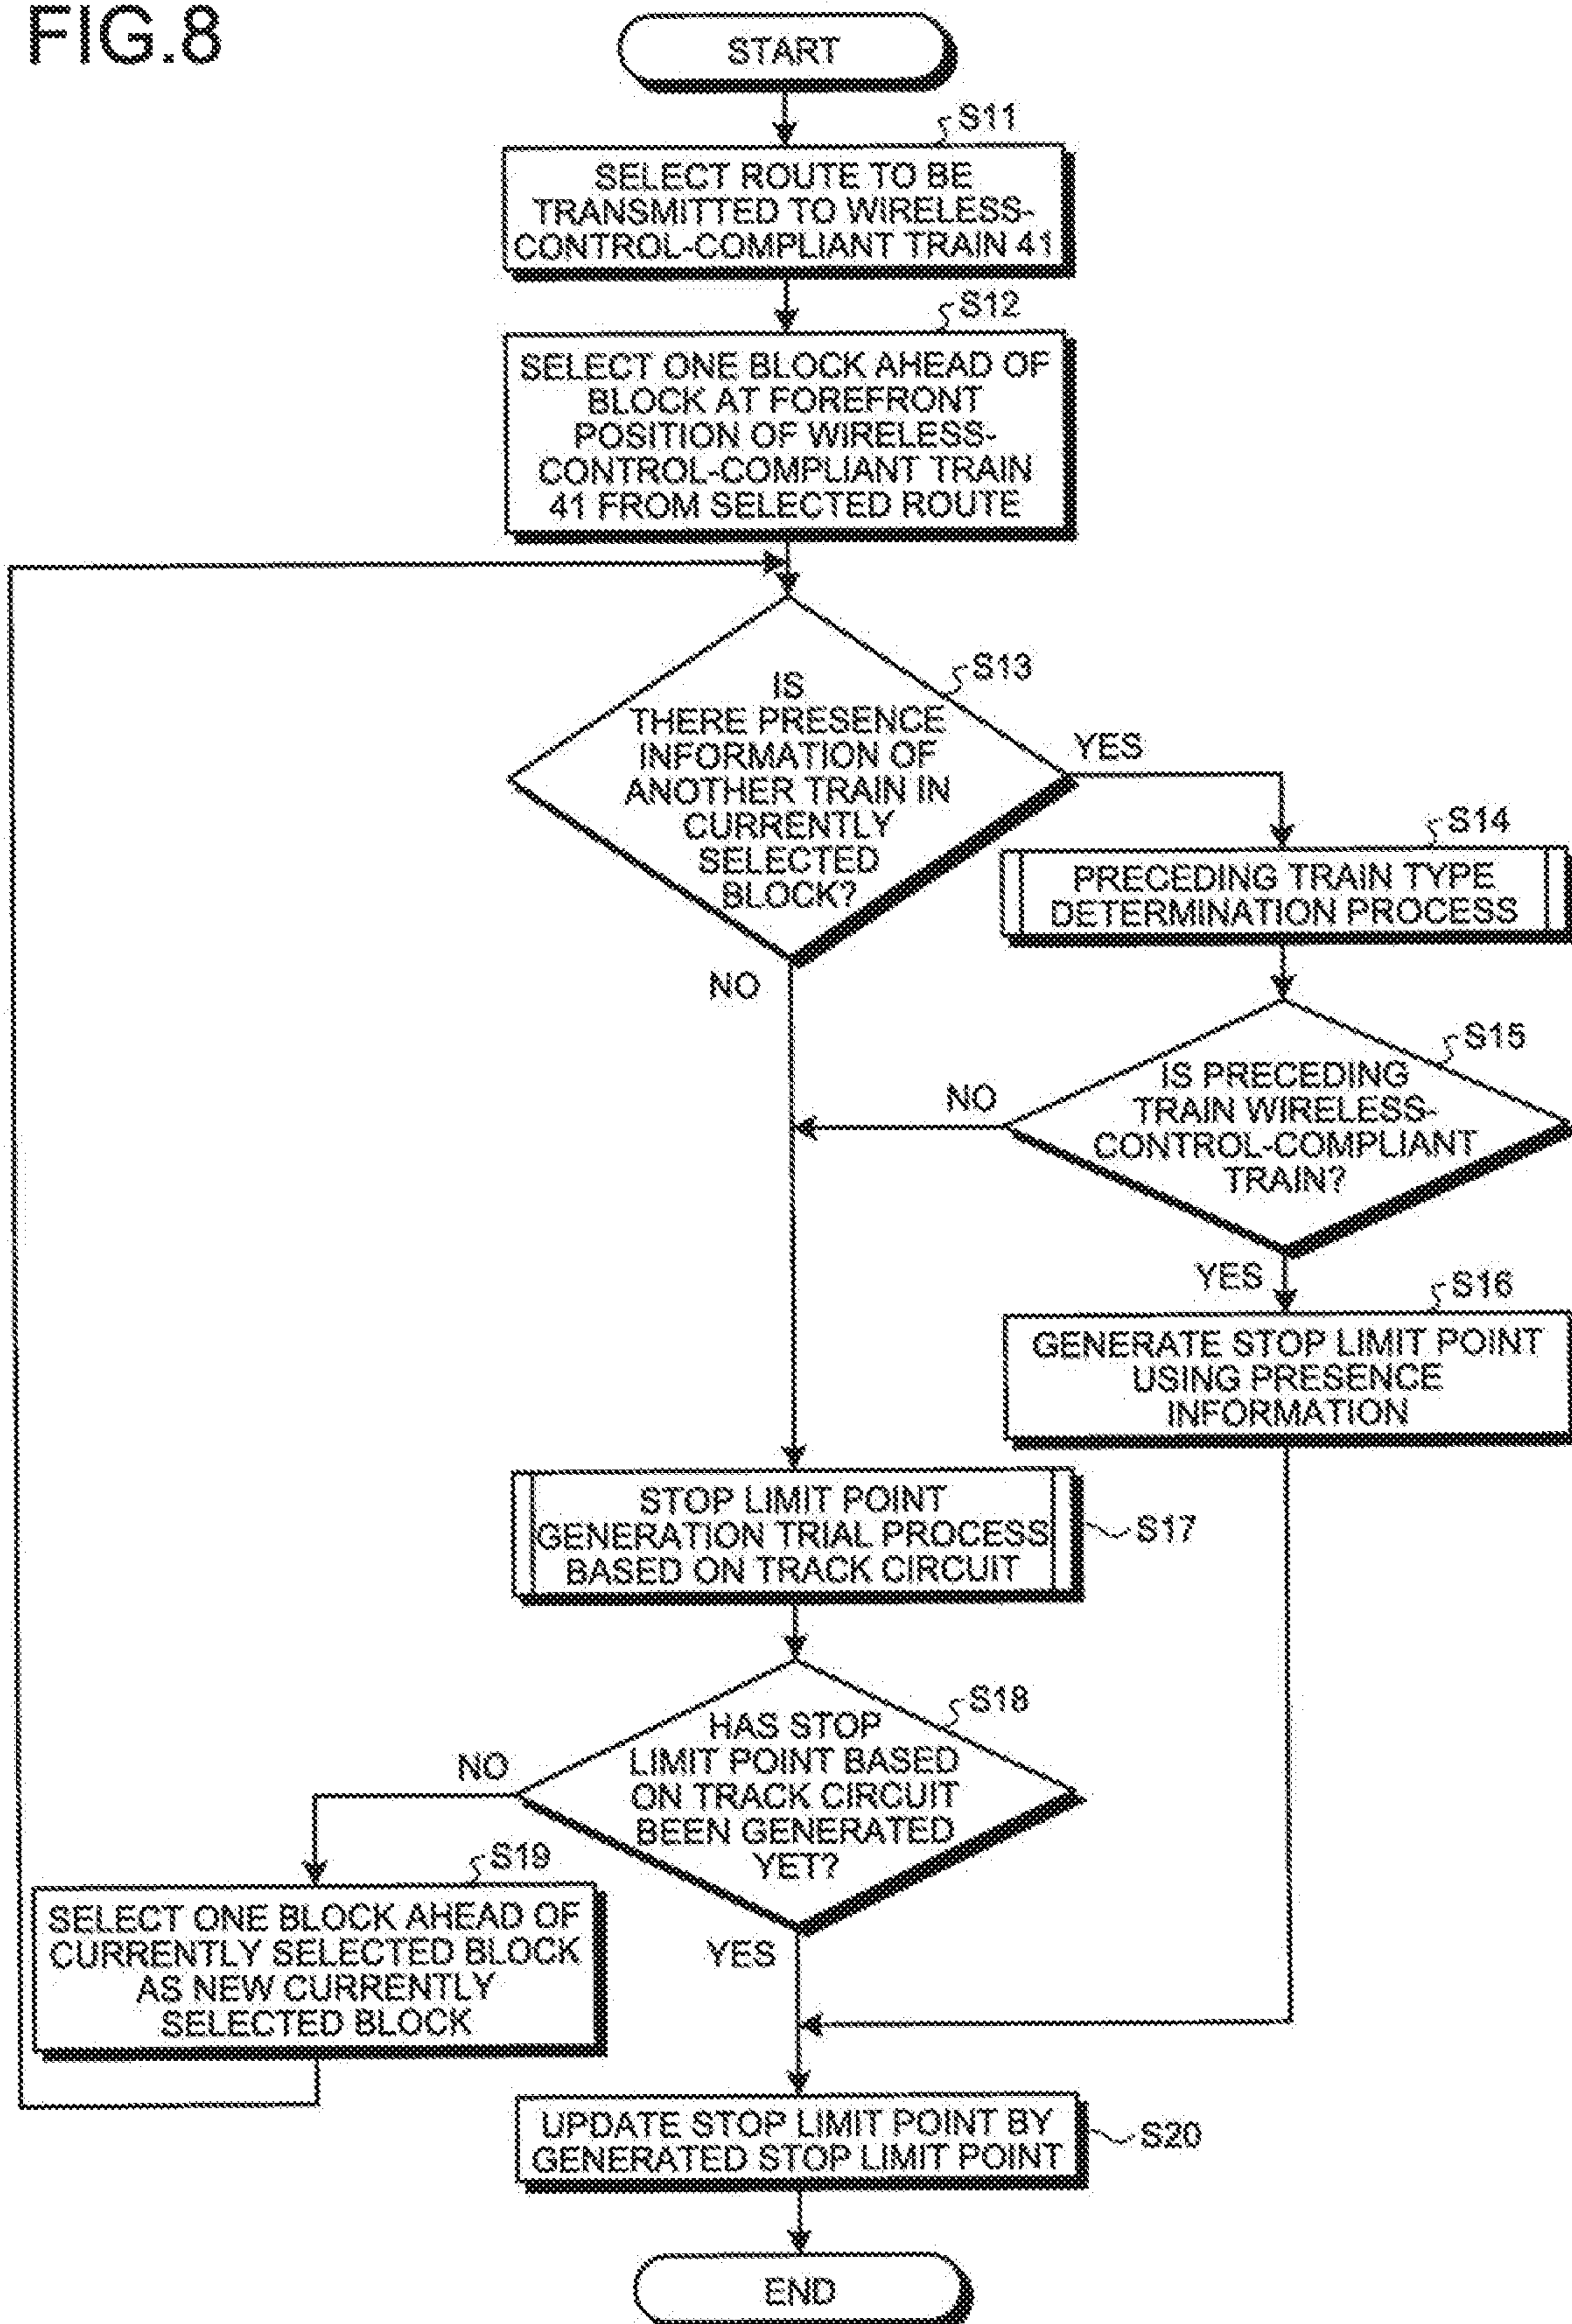 FIG.8
START
S11
SELECT ROUTE TO BE
TRANSMITTED TO WIRELESS-
CONTROL-COMPLIANT TRAIN 41
S12
SELECT ONE BLOCK AHEAD OF
BLOCK AT FOREFRONT
POSITION OF WIRELESS-
CONTROL-COMPLIANT TRAIN
41 FROM SELECTED ROUTE
S13
IS
THERE PRESENCE
INFORMATION OF
ANOTHER TRAIN IN
CURRENTLY
SELECTED
BLOCK?
YES
NO
S14
PRECEDING TRAIN TYPE
DETERMINATION PROCESS
S15
IS PRECEDING
TRAIN WIRELESS-
CONTROL-COMPLIANT
TRAIN?
NO
YES
S16
GENERATE STOP LIMIT POINT
USING PRESENCE
INFORMATION
STOP LIMIT POINT
GENERATION TRIAL PROCESS
BASED ON TRACK CIRCUIT
S17
S18
HAS STOP
LIMIT POINT BASED
ON TRACK CIRCUIT
BEEN GENERATED
YET?
NO
YES
S19
SELECT ONE BLOCK AHEAD OF
CURRENTLY SELECTED BLOCK
AS NEW CURRENTLY
SELECTED BLOCK
UPDATE STOP LIMIT POINT BY
GENERATED STOP LIMIT POINT
S20
END